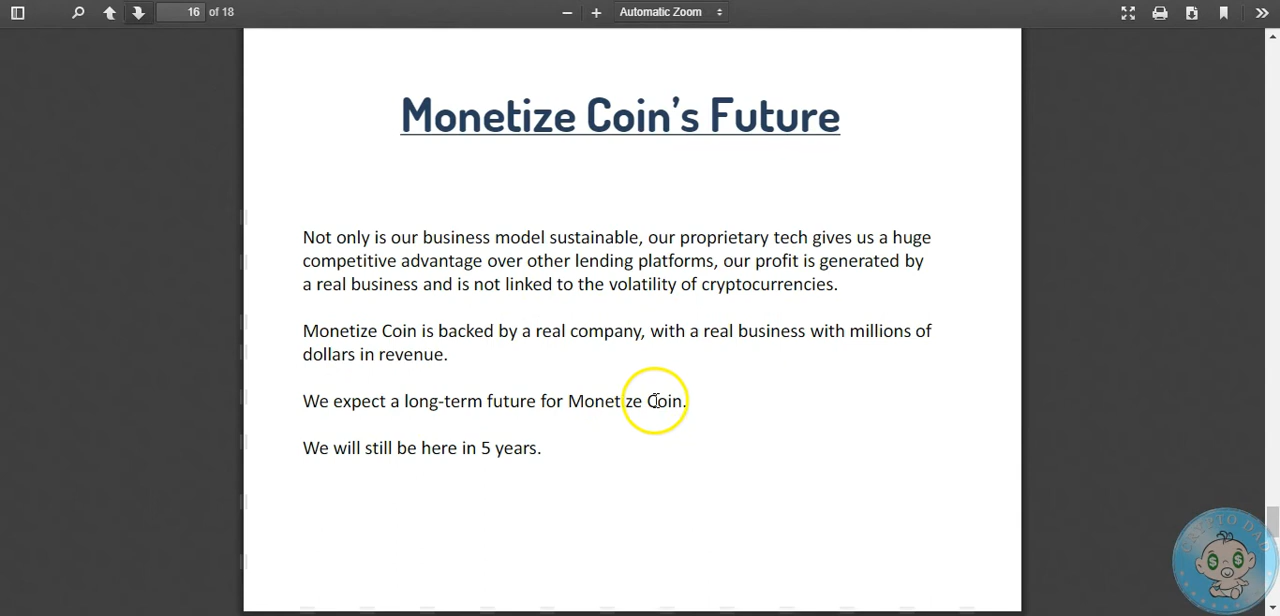 16 of 18
Automatic Zoom
Monetize Coin's Future
Not only is our business model sustainable, our proprietary tech gives us a huge
competitive advantage over other lending platforms, our profit is generated by
a real business and is not linked to the volatility of cryptocurrencies.
Monetize Coin is backed by a real company, with a real business with millions of
dollars in revenue.
We expect a long-term future for Monetize Coin.
We will still be here in 5 years.
CRYPTO DAD